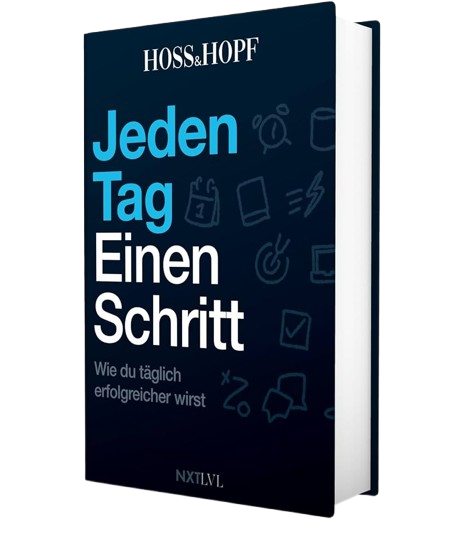 HOSS&HOPF
Jeden
Tag
Einen
Schritt
Wie du täglich
erfolgreicher wirst
NXTLVL